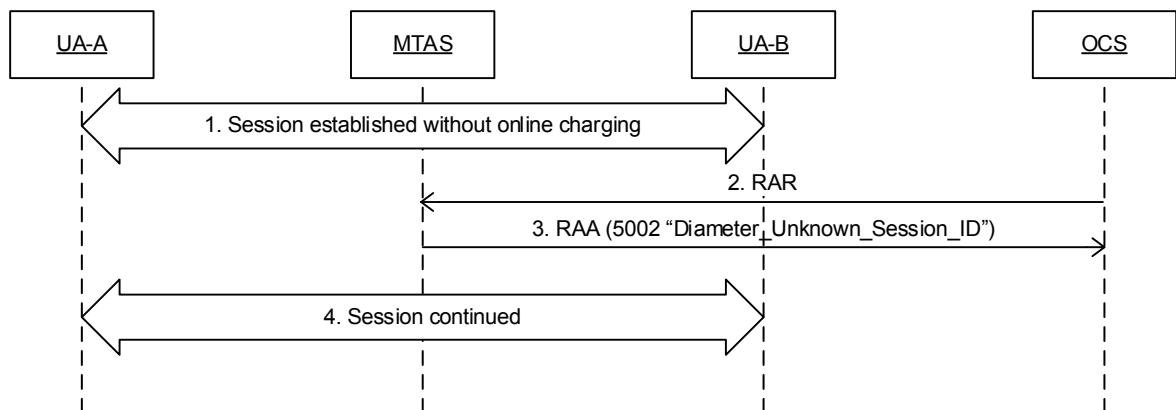 UA-A
MTAS
UA-B
OCS
1. Session established without online charging
2. RAR
3. RAA (5002 “Diameter_Unknown_Session_ID”)
4. Session continued